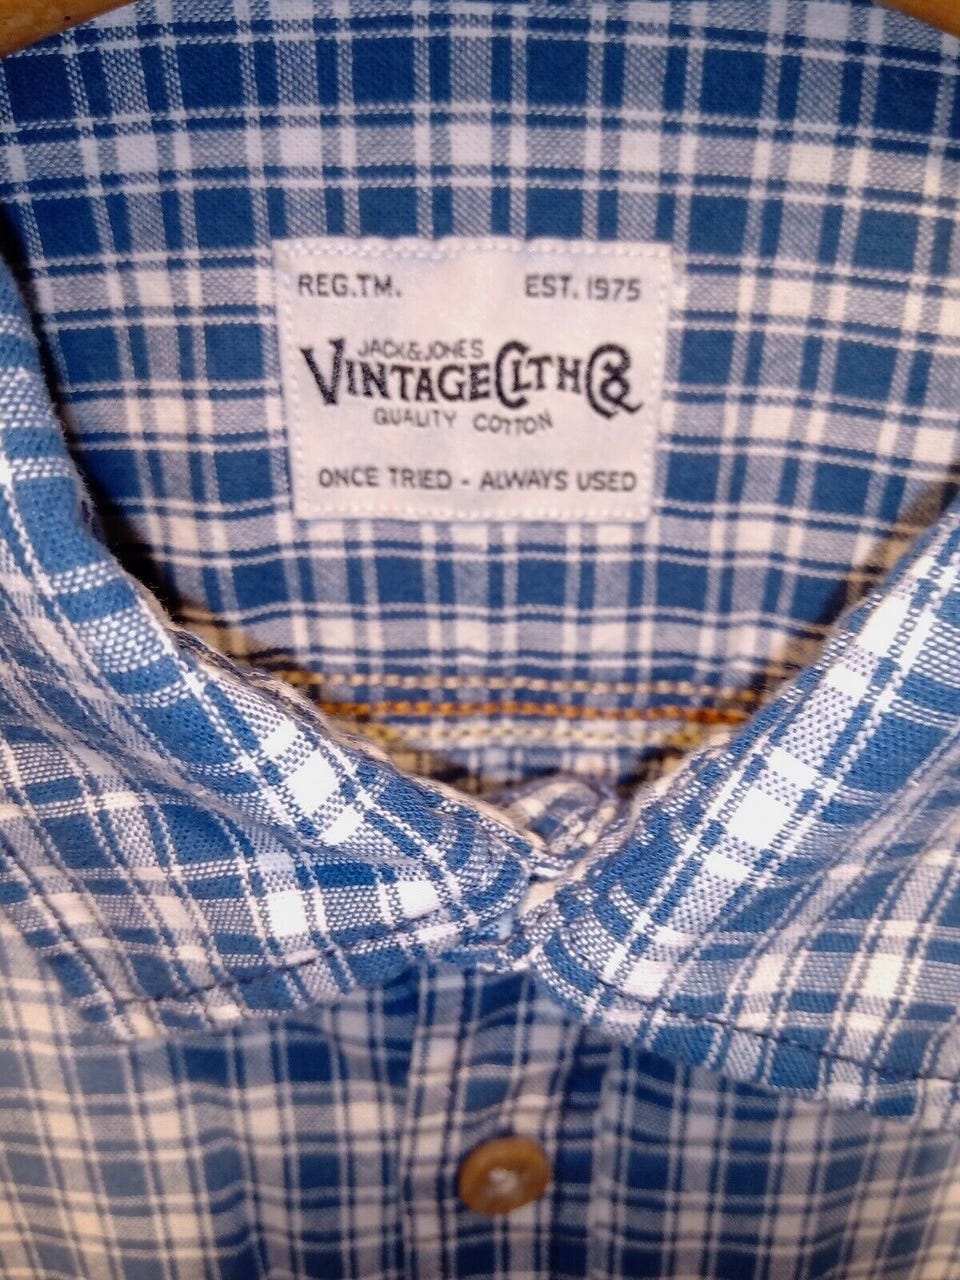 REG.TM. EST. 1975
JACK & JONES
VINTAGE CLTH CO
QUALITY COTTON
ONCE TRIED - ALWAYS USED